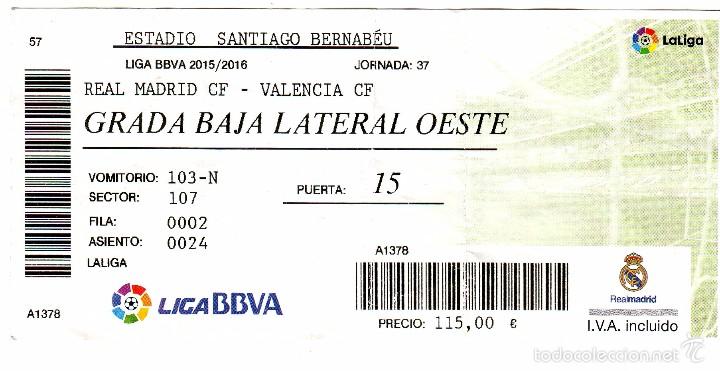 57
ESTADIO SANTIAGO BERNABÉU
LaLiga
LIGA BBVA 2015/2016 JORNADA: 37
REAL MADRID CF - VALENCIA CF
GRADA BAJA LATERAL OESTE
VOMITORIO: 103-N
SECTOR: 107
PUERTA: 15
FILA: 0002
ASIENTO: 0024
LALIGA
A1378
A1378
LIGA BBVA
PRECIO: 115,00 €
Realmadrid
I.V.A. incluido
todocoleccion.net